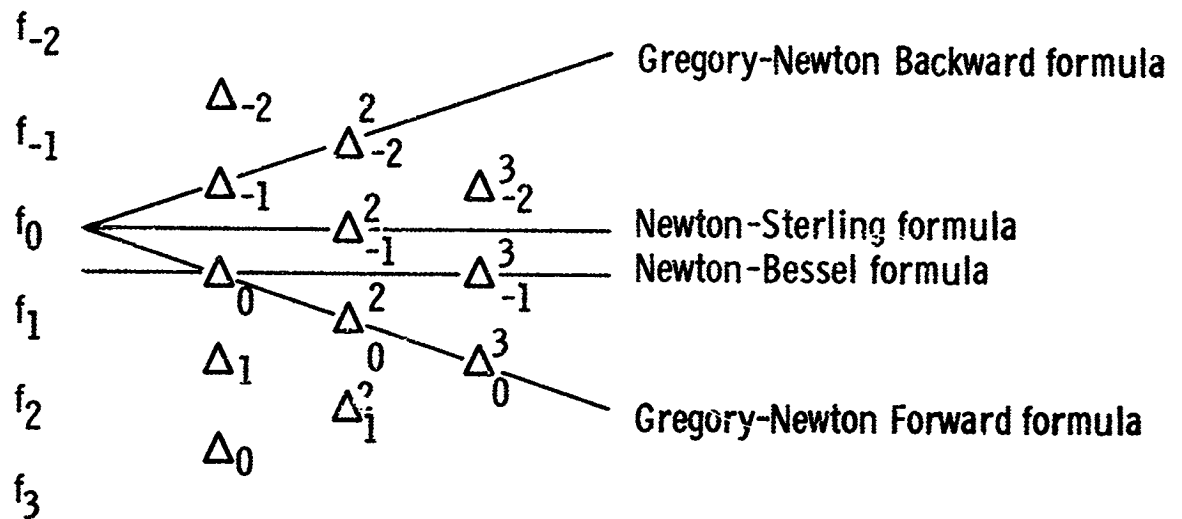 f-2
Gregory-Newton Backward formula
Δ-2
Δ²-2
f-1
Δ-1
Δ³-2
f0
Δ²-1
Newton-Sterling formula
Δ0
Δ³-1
Newton-Bessel formula
f1
Δ²0
Δ1
Δ³0
f2
Δ²1
Gregory-Newton Forward formula
Δ0
f3